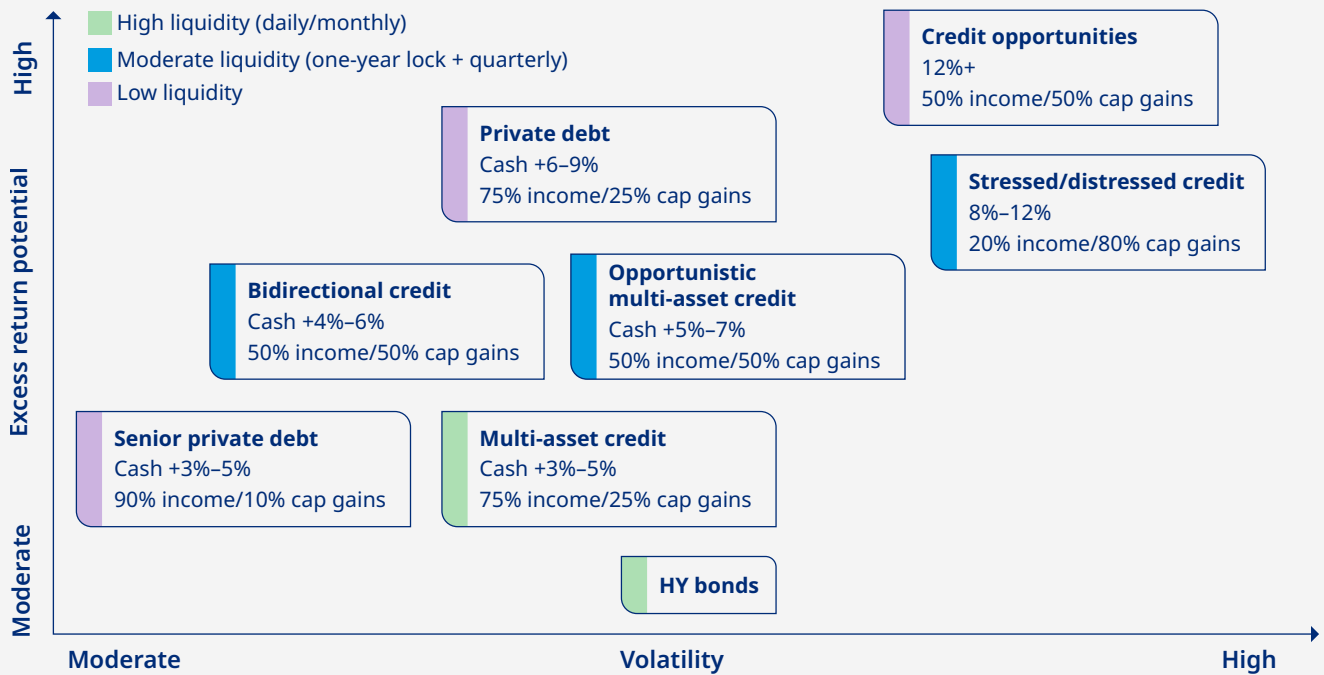 High liquidity (daily/monthly)
Moderate liquidity (one-year lock + quarterly)
Low liquidity
High
Excess return potential
Moderate
Credit opportunities
12%+
50% income/50% cap gains
Private debt
Cash +6–9%
75% income/25% cap gains
Stressed/distressed credit
8%–12%
20% income/80% cap gains
Bidirectional credit
Cash +4%–6%
50% income/50% cap gains
Opportunistic
multi-asset credit
Cash +5%–7%
50% income/50% cap gains
Senior private debt
Cash +3%–5%
90% income/10% cap gains
Multi-asset credit
Cash +3%–5%
75% income/25% cap gains
HY bonds
Moderate
Volatility
High